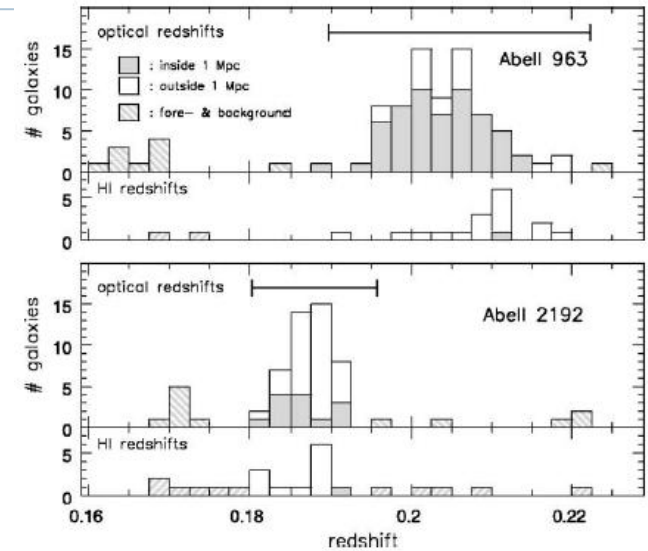 optical redshifts
Abell 963
: inside 1 Mpc
: outside 1 Mpc
: fore- & background
# galaxies
15
10
5
0
HI redshifts
5
0
optical redshifts
Abell 2192
# galaxies
15
10
5
0
HI redshifts
5
0
0.16
0.18
0.2
0.22
redshift